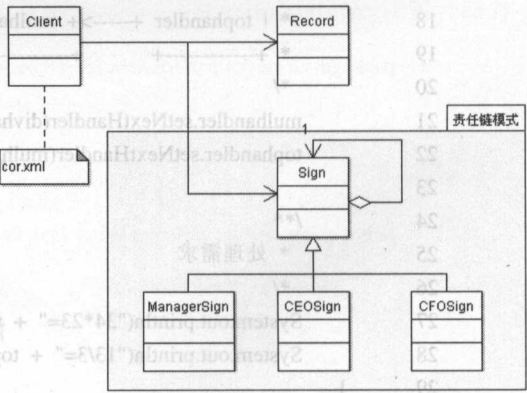 Client
Record
cor.xml
责任链模式
1
Sign
ManagerSign
CEOSign
CFOSign